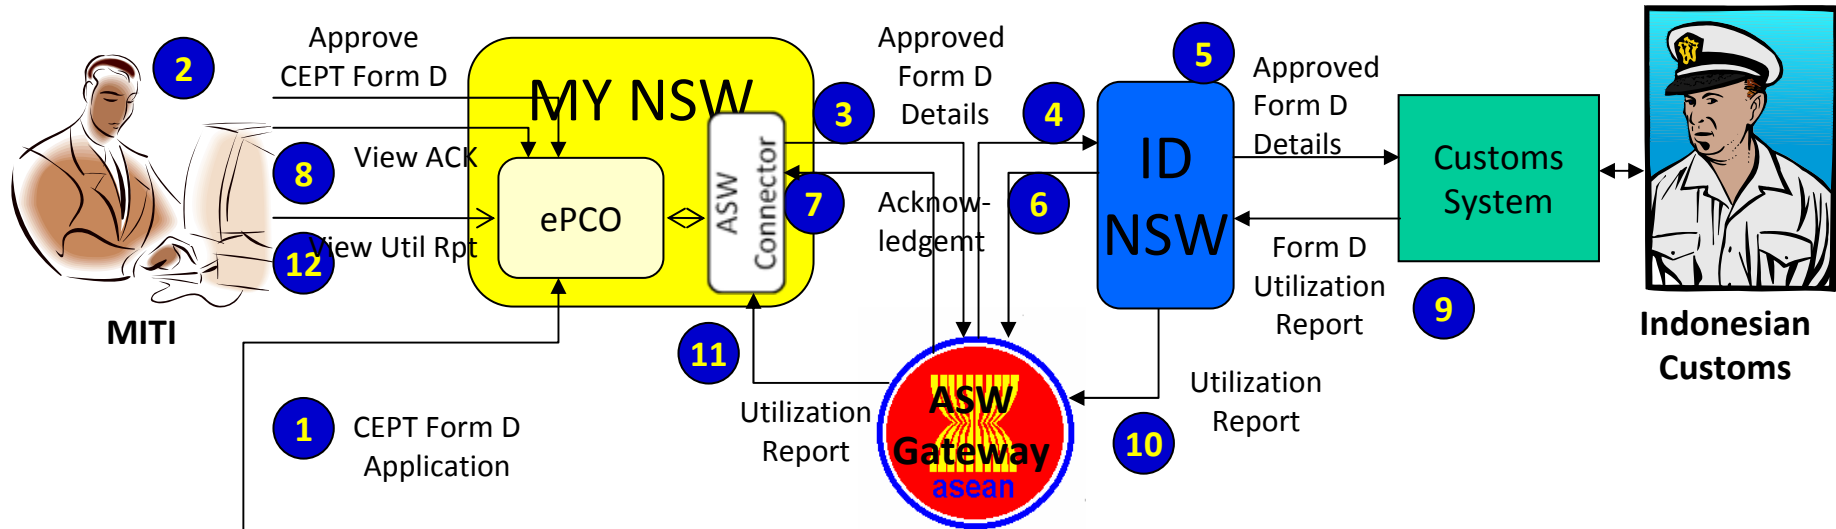 2
Approve
CEPT Form D
8
View ACK
12
View Util Rpt
MITI
1
CEPT Form D
Application
MY NSW
ePCO
ASW
Connector
3
Approved
Form D
Details
4
7
Acknow-
ledgemt
6
11
Utilization
Report
ASW
Gateway
asean
5
ID
NSW
Approved
Form D
Details
Form D
Utilization
Report
10
Utilization
Report
Customs
System
9
Indonesian
Customs